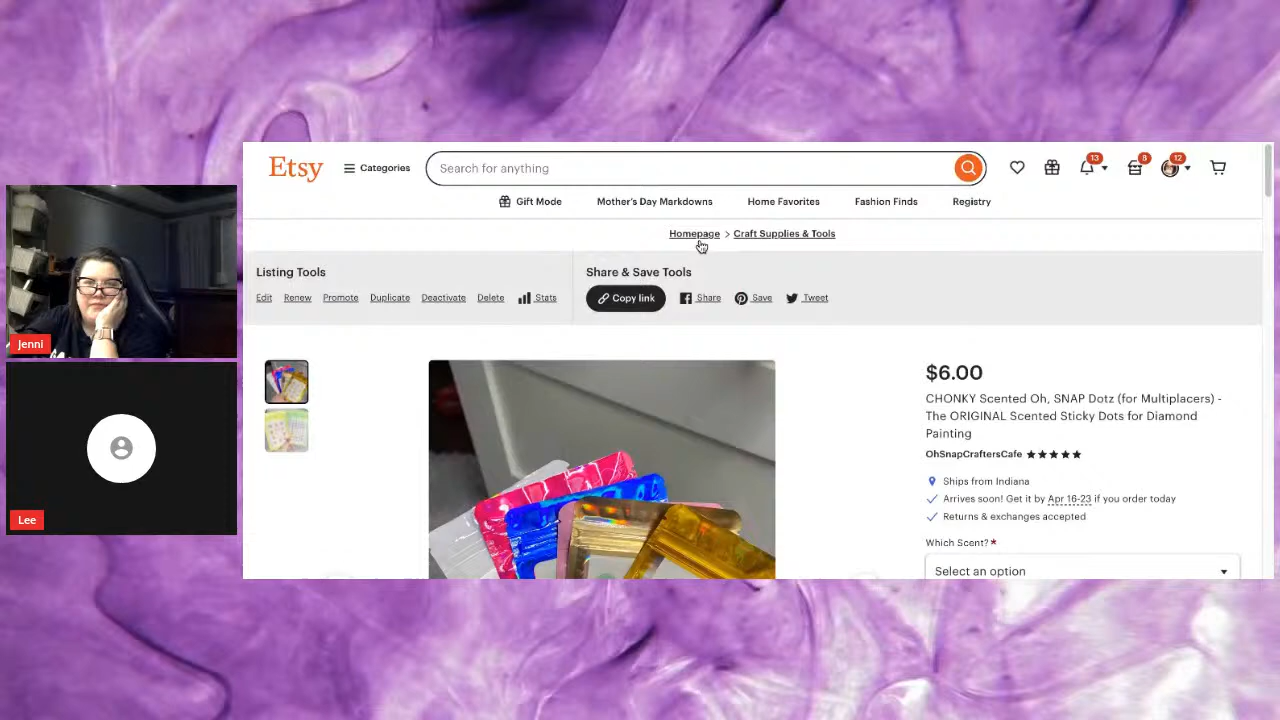 Etsy
Categories
Search for anything
13
8
12
Gift Mode
Mother's Day Markdowns
Home Favorites
Fashion Finds
Registry
Homepage > Craft Supplies & Tools
Listing Tools
Edit Renew Promote Duplicate Deactivate Delete Stats
Share & Save Tools
Copy link Share Save Tweet
Jenni
Lee
$6.00
CHONKY Scented Oh, SNAP Dotz (for Multiplacers) -
The ORIGINAL Scented Sticky Dots for Diamond
Painting
OhSnapCraftersCafe
Ships from Indiana
Arrives soon! Get it by Apr 16-23 if you order today
Returns & exchanges accepted
Which Scent? *
Select an option